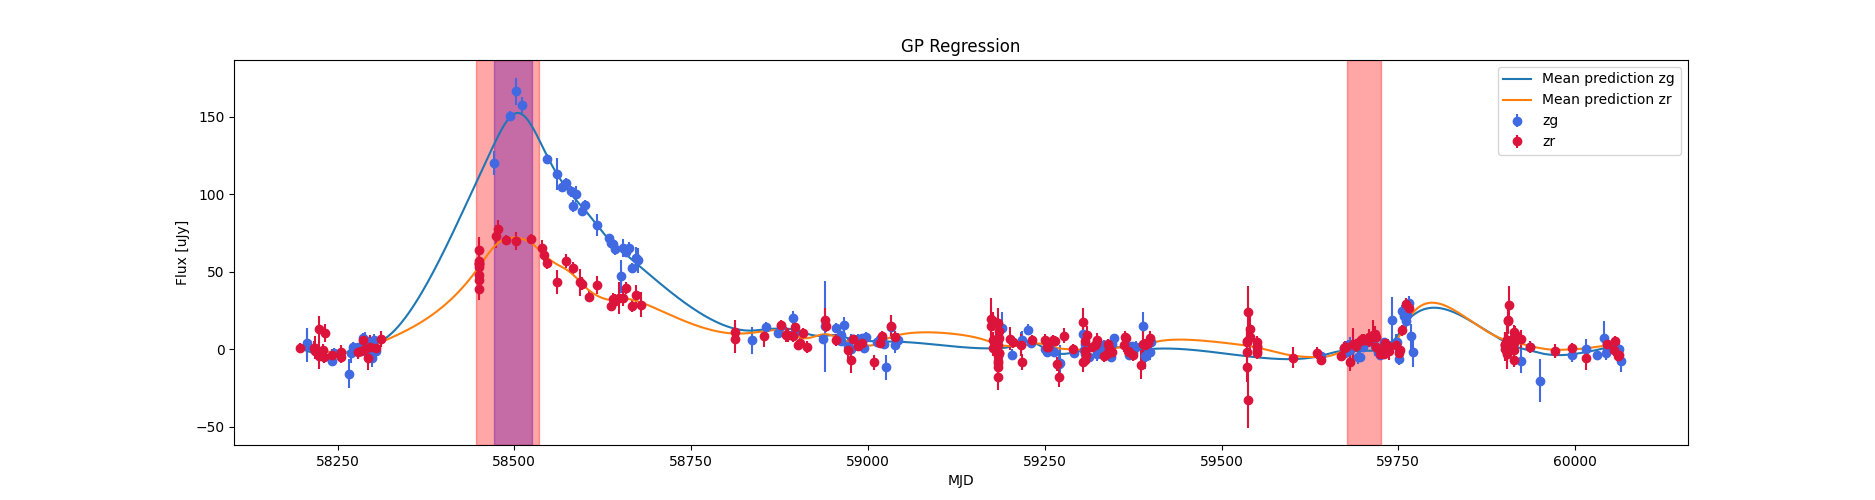 GP Regression
Mean prediction zg
Mean prediction zr
zg
zr
Flux [uJy]
150
100
50
0
−50
58250 58500 58750 59000 59250 59500 59750 60000
MJD